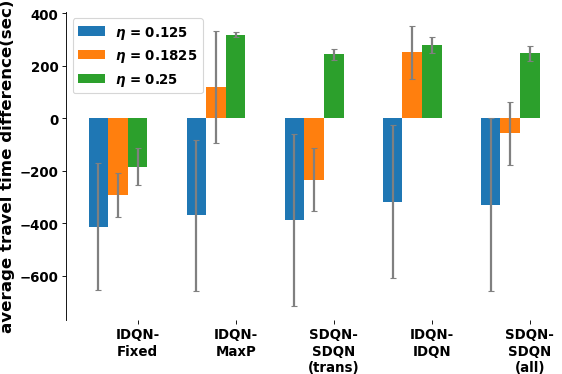 average travel time difference(sec)
400
200
0
−200
−400
−600
η = 0.125
η = 0.1825
η = 0.25
IDQN-
Fixed
IDQN-
MaxP
SDQN-
SDQN
(trans)
IDQN-
IDQN
SDQN-
SDQN
(all)